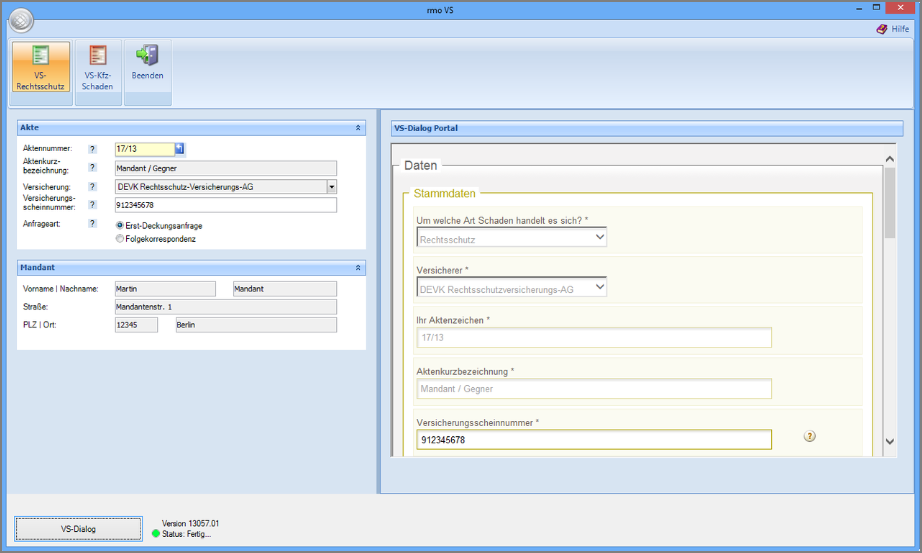 rmo VS
Hilfe
VS-
Rechtsschutz
VS-Kfz-
Schaden
Beenden
Akte
Aktennummer: ? 17/13
Aktenkurz-
bezeichnung: ? Mandant / Gegner
Versicherung: ? DEVK Rechtsschutz-Versicherungs-AG
Versicherungs-
scheinnummer: ? 912345678
Anfrageart: ? Erst-Deckungsanfrage
Folgekorrespondenz
Mandant
Vorname | Nachname: Martin Mandant
Straße: Mandantenstr. 1
PLZ | Ort: 12345 Berlin
VS-Dialog Portal
Daten
Stammdaten
Um welche Art Schaden handelt es sich? *
Rechtsschutz
Versicherer *
DEVK Rechtsschutzversicherungs-AG
Ihr Aktenzeichen *
17/13
Aktenkurzbezeichnung *
Mandant / Gegner
Versicherungsscheinnummer *
912345678 ?
VS-Dialog
Version 13057.01
Status: Fertig...